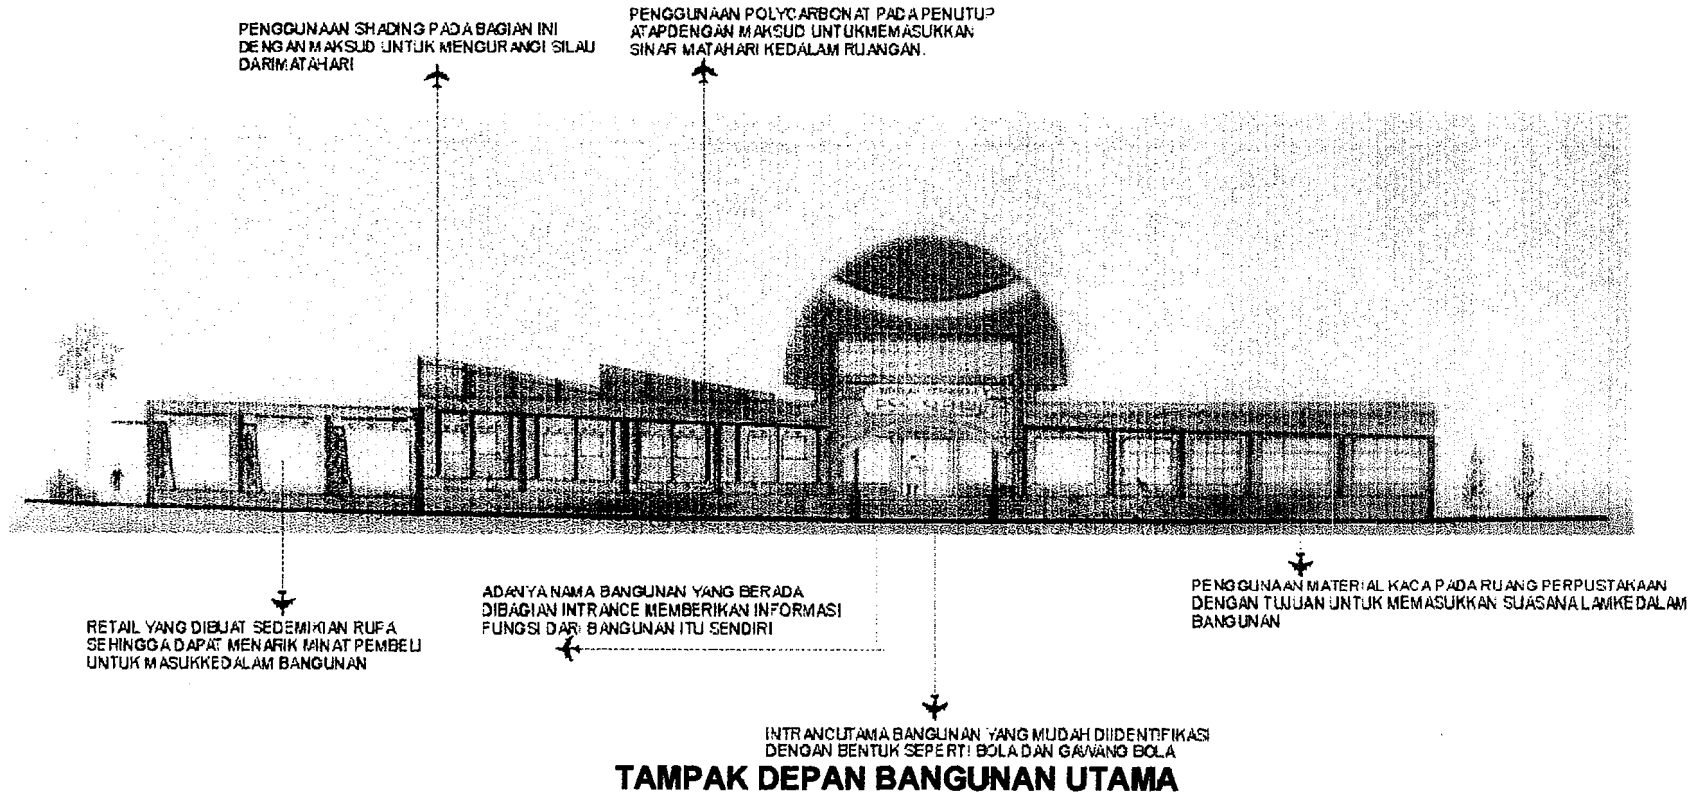 PENGGUNAAN SHADING PADA BAGIAN INI
DENGAN MAKSUD UNTUK MENGURANGI SILAU
DARIMATAHARI
PENGGUNAAN POLYCARBONAT PADA PENUTUP
ATAPDENGAN MAKSUD UNTUKMEMASUKKAN
SINAR MATAHARI KEDALAM RUANGAN.
RETAIL YANG DIBUAT SEDEMIKIAN RUFA
SEHINGGA DAPAT MENARIK MINAT PEMBELI
UNTUK MASUKKEDALAM BANGUNAN
ADANYA NAMA BANGUNAN YANG BERADA
DIBAGIAN INTRANCE MEMBERIKAN INFORMASI
FUNGSI DARI BANGUNAN ITU SENDIRI
PENGGUNAAN MATERIAL KACA PADA RUANG PERPUSTAKAAN
DENGAN TUJUAN UNTUK MEMASUKKAN SUASANA LAMKEDALAM
BANGUNAN
INTRANCUTAMA BANGUNAN YANG MUDAH DIIDENTIFIKASI
DENGAN BENTUK SEPERTI BOLA DAN GAWANG BOLA
TAMPAK DEPAN BANGUNAN UTAMA